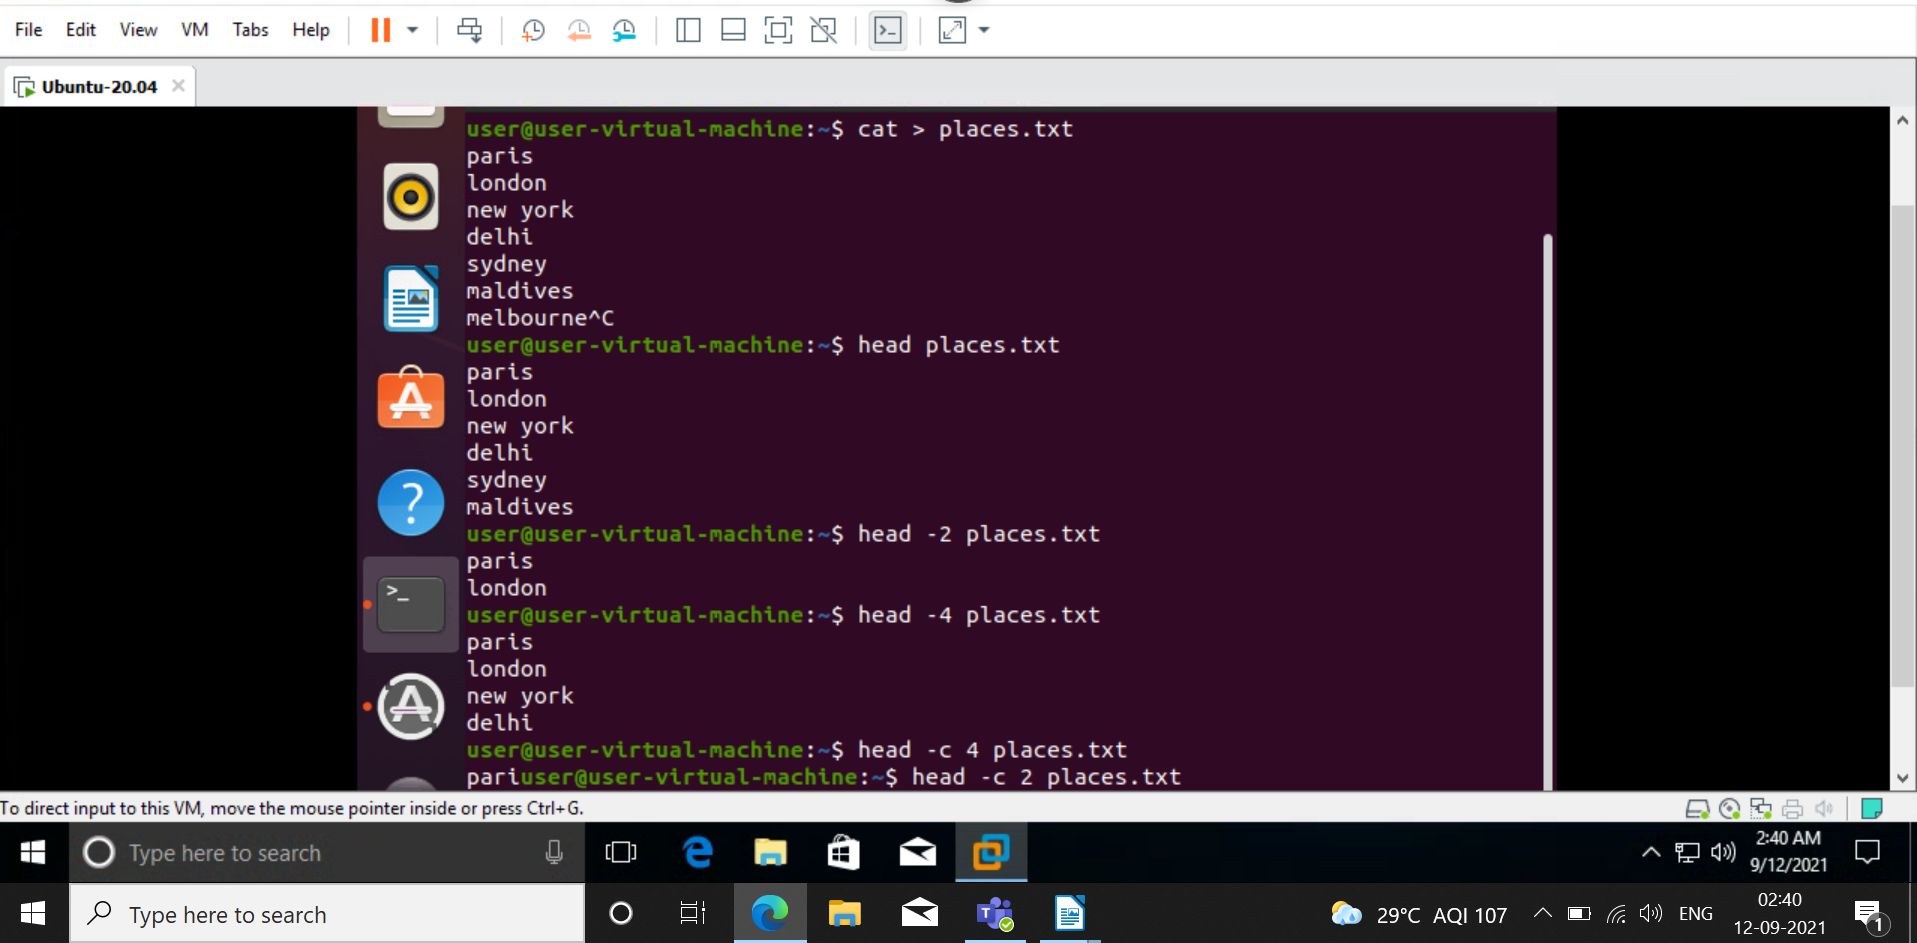 File Edit View VM Tabs Help
Ubuntu-20.04
user@user-virtual-machine:~$ cat > places.txt
paris
london
new york
delhi
sydney
maldives
melbourne^C
user@user-virtual-machine:~$ head places.txt
paris
london
new york
delhi
sydney
maldives
user@user-virtual-machine:~$ head -2 places.txt
paris
london
user@user-virtual-machine:~$ head -4 places.txt
paris
london
new york
delhi
user@user-virtual-machine:~$ head -c 4 places.txt
pariuser@user-virtual-machine:~$ head -c 2 places.txt
To direct input to this VM, move the mouse pointer inside or press Ctrl+G.
Type here to search
2:40 AM
9/12/2021
Type here to search
29°C AQI 107
ENG
02:40
12-09-2021
1